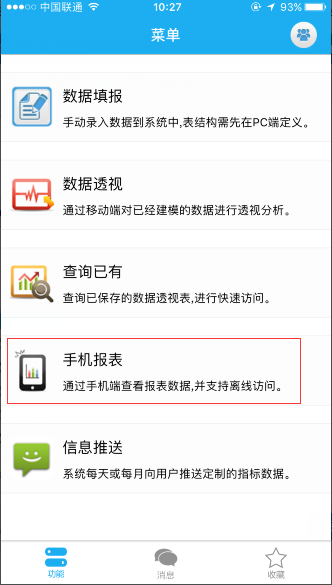 中国联通 10:27 93%
菜单
数据填报
手动录入数据到系统中,表结构需先在PC端定义。
数据透视
通过移动端对已经建模的数据进行透视分析。
查询已有
查询已保存的数据透视表,进行快速访问。
手机报表
通过手机端查看报表数据,并支持离线访问。
信息推送
系统每天或每月向用户推送定制的指标数据。
功能 消息 收藏